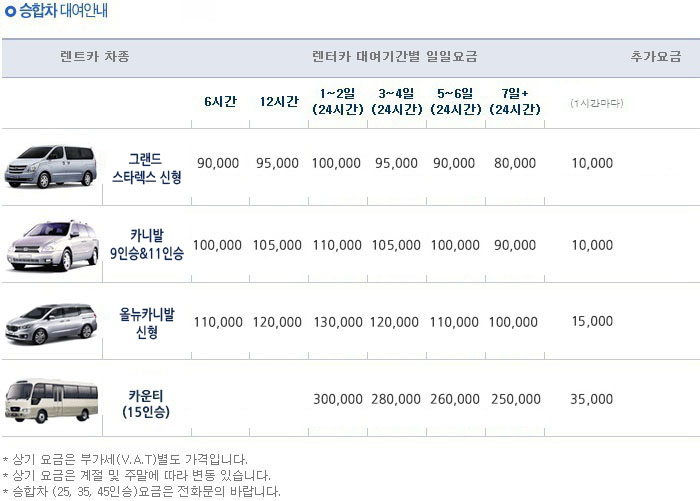 승합차 대여안내
렌트카 차종 렌터카 대여기간별 일일요금 추가요금
6시간 12시간 1~2일 (24시간) 3~4일 (24시간) 5~6일 (24시간) 7일+ (24시간) (1시간마다)
그랜드
스타렉스 신형 90,000 95,000 100,000 95,000 90,000 80,000 10,000
카니발
9인승&11인승 100,000 105,000 110,000 105,000 100,000 90,000 10,000
올뉴카니발
신형 110,000 120,000 130,000 120,000 110,000 100,000 15,000
카운티
(15인승) 300,000 280,000 260,000 250,000 35,000
* 상기 요금은 부가세(V.A.T)별도 가격입니다.
* 상기 요금은 계절 및 주말에 따라 변동 있습니다.
* 승합차 (25, 35, 45인승)요금은 전화문의 바랍니다.